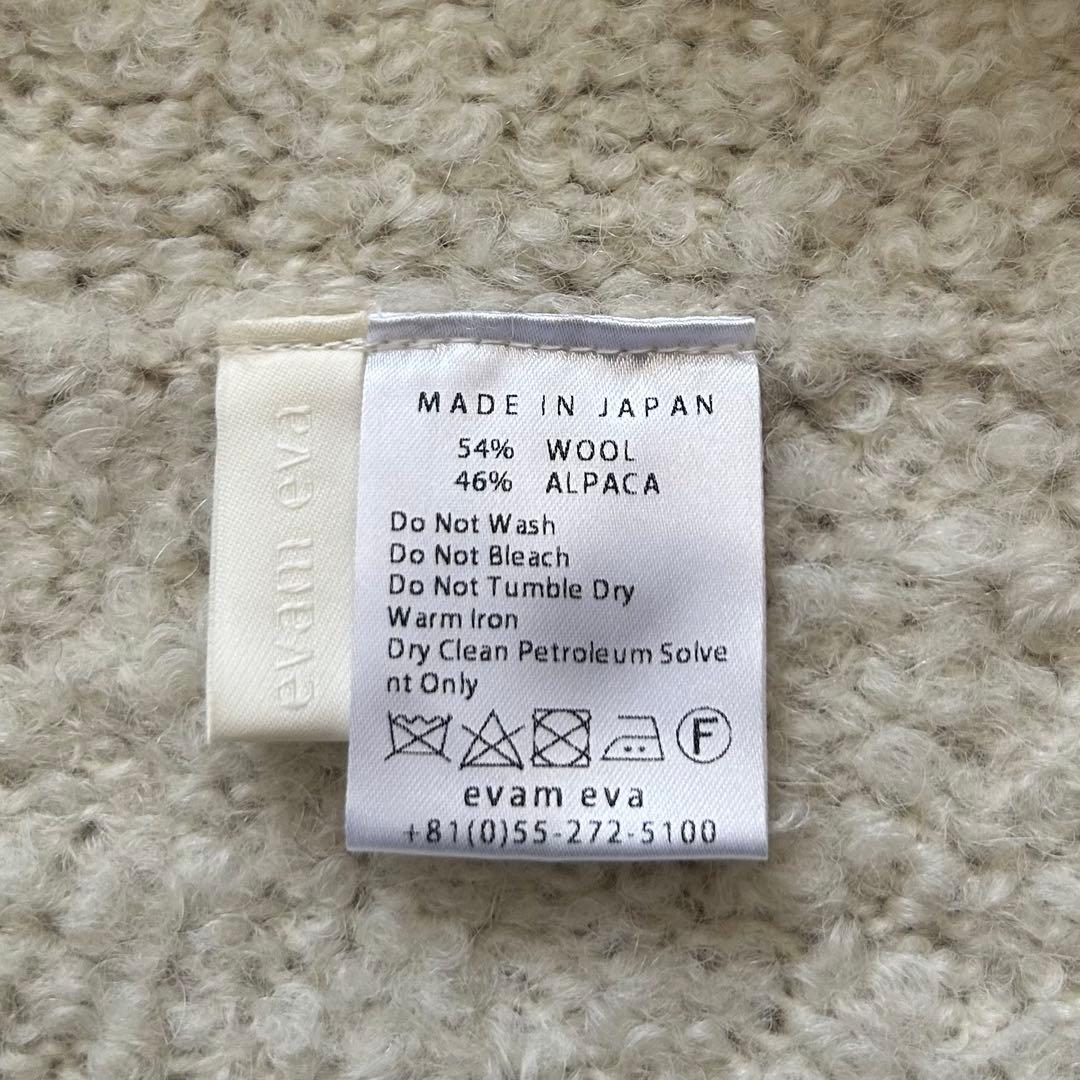 evam eva
MADE IN JAPAN
54% WOOL
46% ALPACA
Do Not Wash
Do Not Bleach
Do Not Tumble Dry
Warm Iron
Dry Clean Petroleum Solve
nt Only
F
evam eva
+81(0)55-272-5100